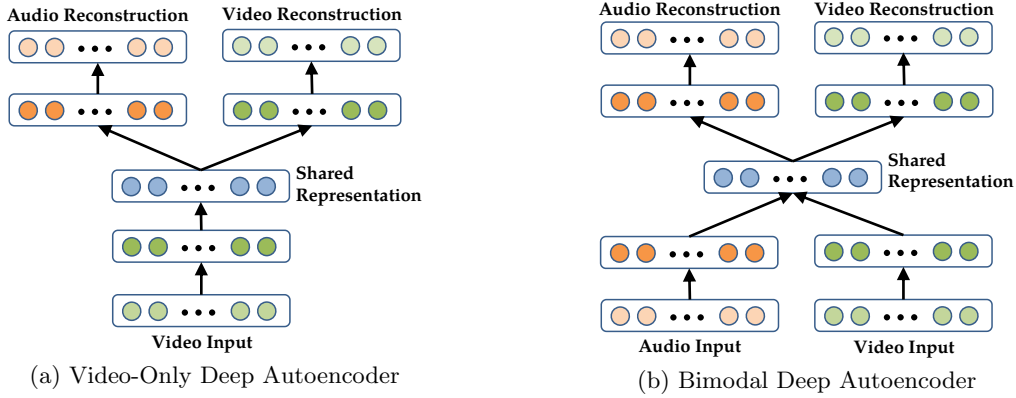 Audio Reconstruction
Video Reconstruction
Shared
Representation
Video Input
(a) Video-Only Deep Autoencoder
Audio Reconstruction
Video Reconstruction
Shared
Representation
Audio Input
Video Input
(b) Bimodal Deep Autoencoder